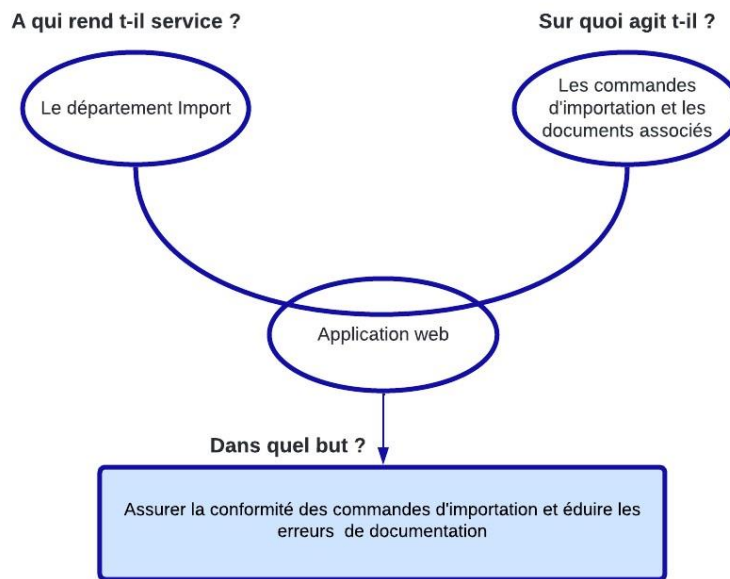 A qui rend t-il service ?
Sur quoi agit t-il ?
Le département Import
Les commandes
d'importation et les
documents associés
Application web
Dans quel but ?
Assurer la conformité des commandes d'importation et éduire les
erreurs de documentation